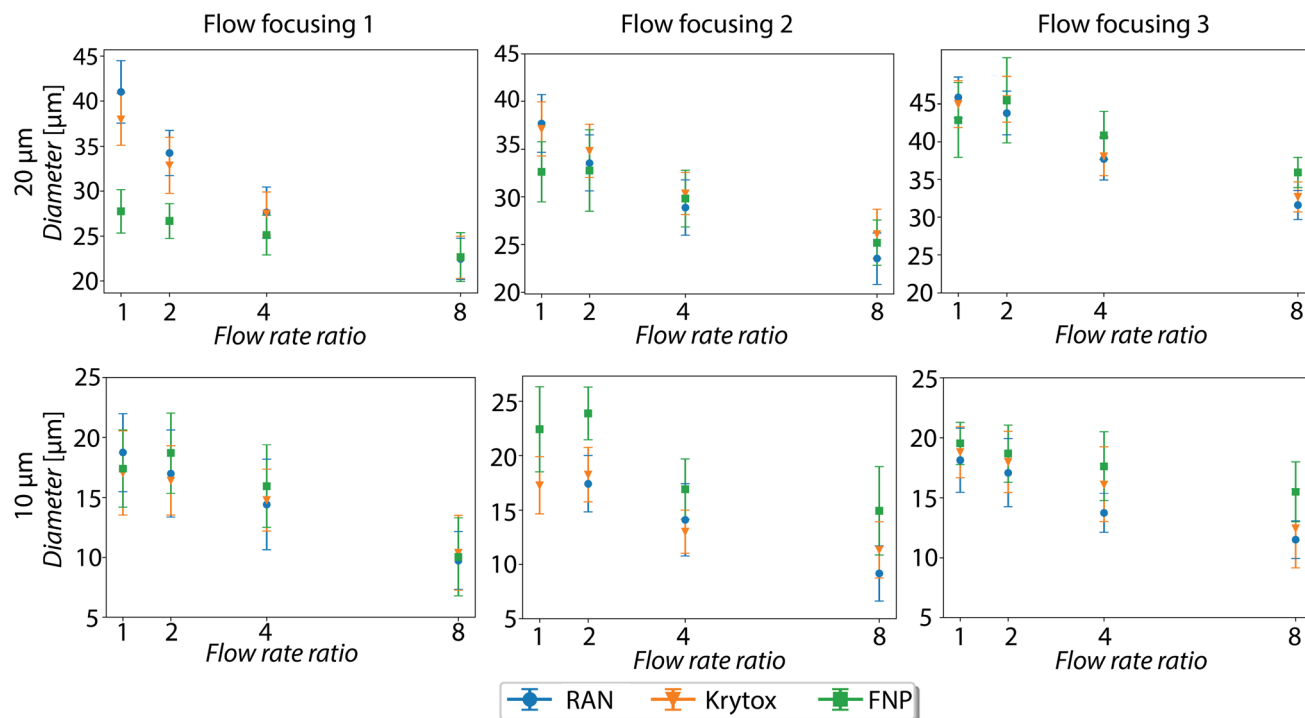 Flow focusing 1
Flow focusing 2
Flow focusing 3
20 µm
Diameter [µm]
45
40
35
30
25
20
1 2 4 8
Flow rate ratio
45
40
35
30
25
20
1 2 4 8
Flow rate ratio
45
40
35
30
25
20
1 2 4 8
Flow rate ratio
10 µm
Diameter [µm]
25
20
15
10
5
1 2 4 8
Flow rate ratio
25
20
15
10
5
1 2 4 8
Flow rate ratio
25
20
15
10
5
1 2 4 8
Flow rate ratio
RAN Krytox FNP